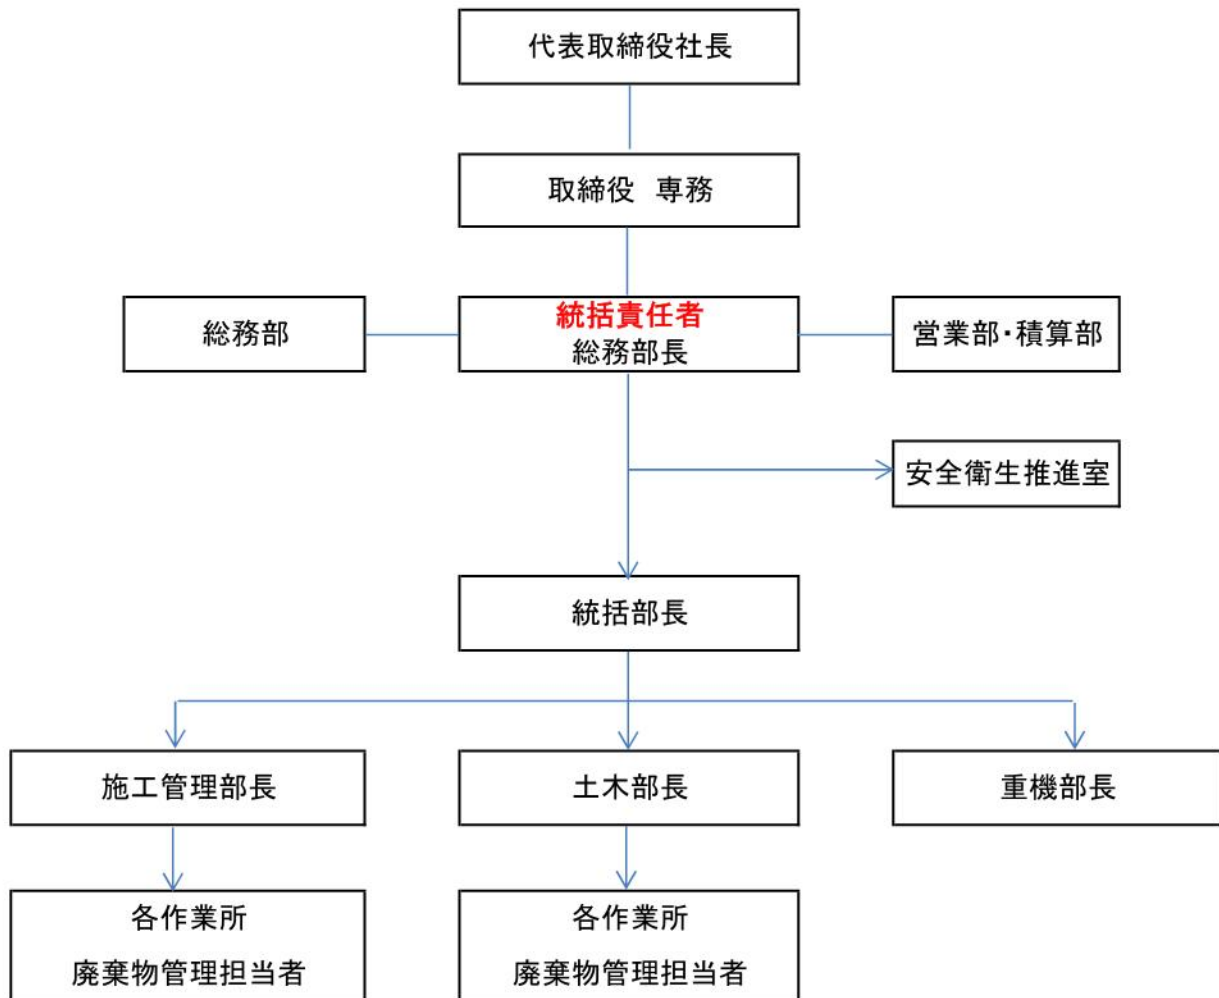 代表取締役社長
取締役　専務
総務部
統括責任者
総務部長
営業部・積算部
安全衛生推進室
統括部長
施工管理部長
土木部長
重機部長
各作業所
廃棄物管理担当者
各作業所
廃棄物管理担当者